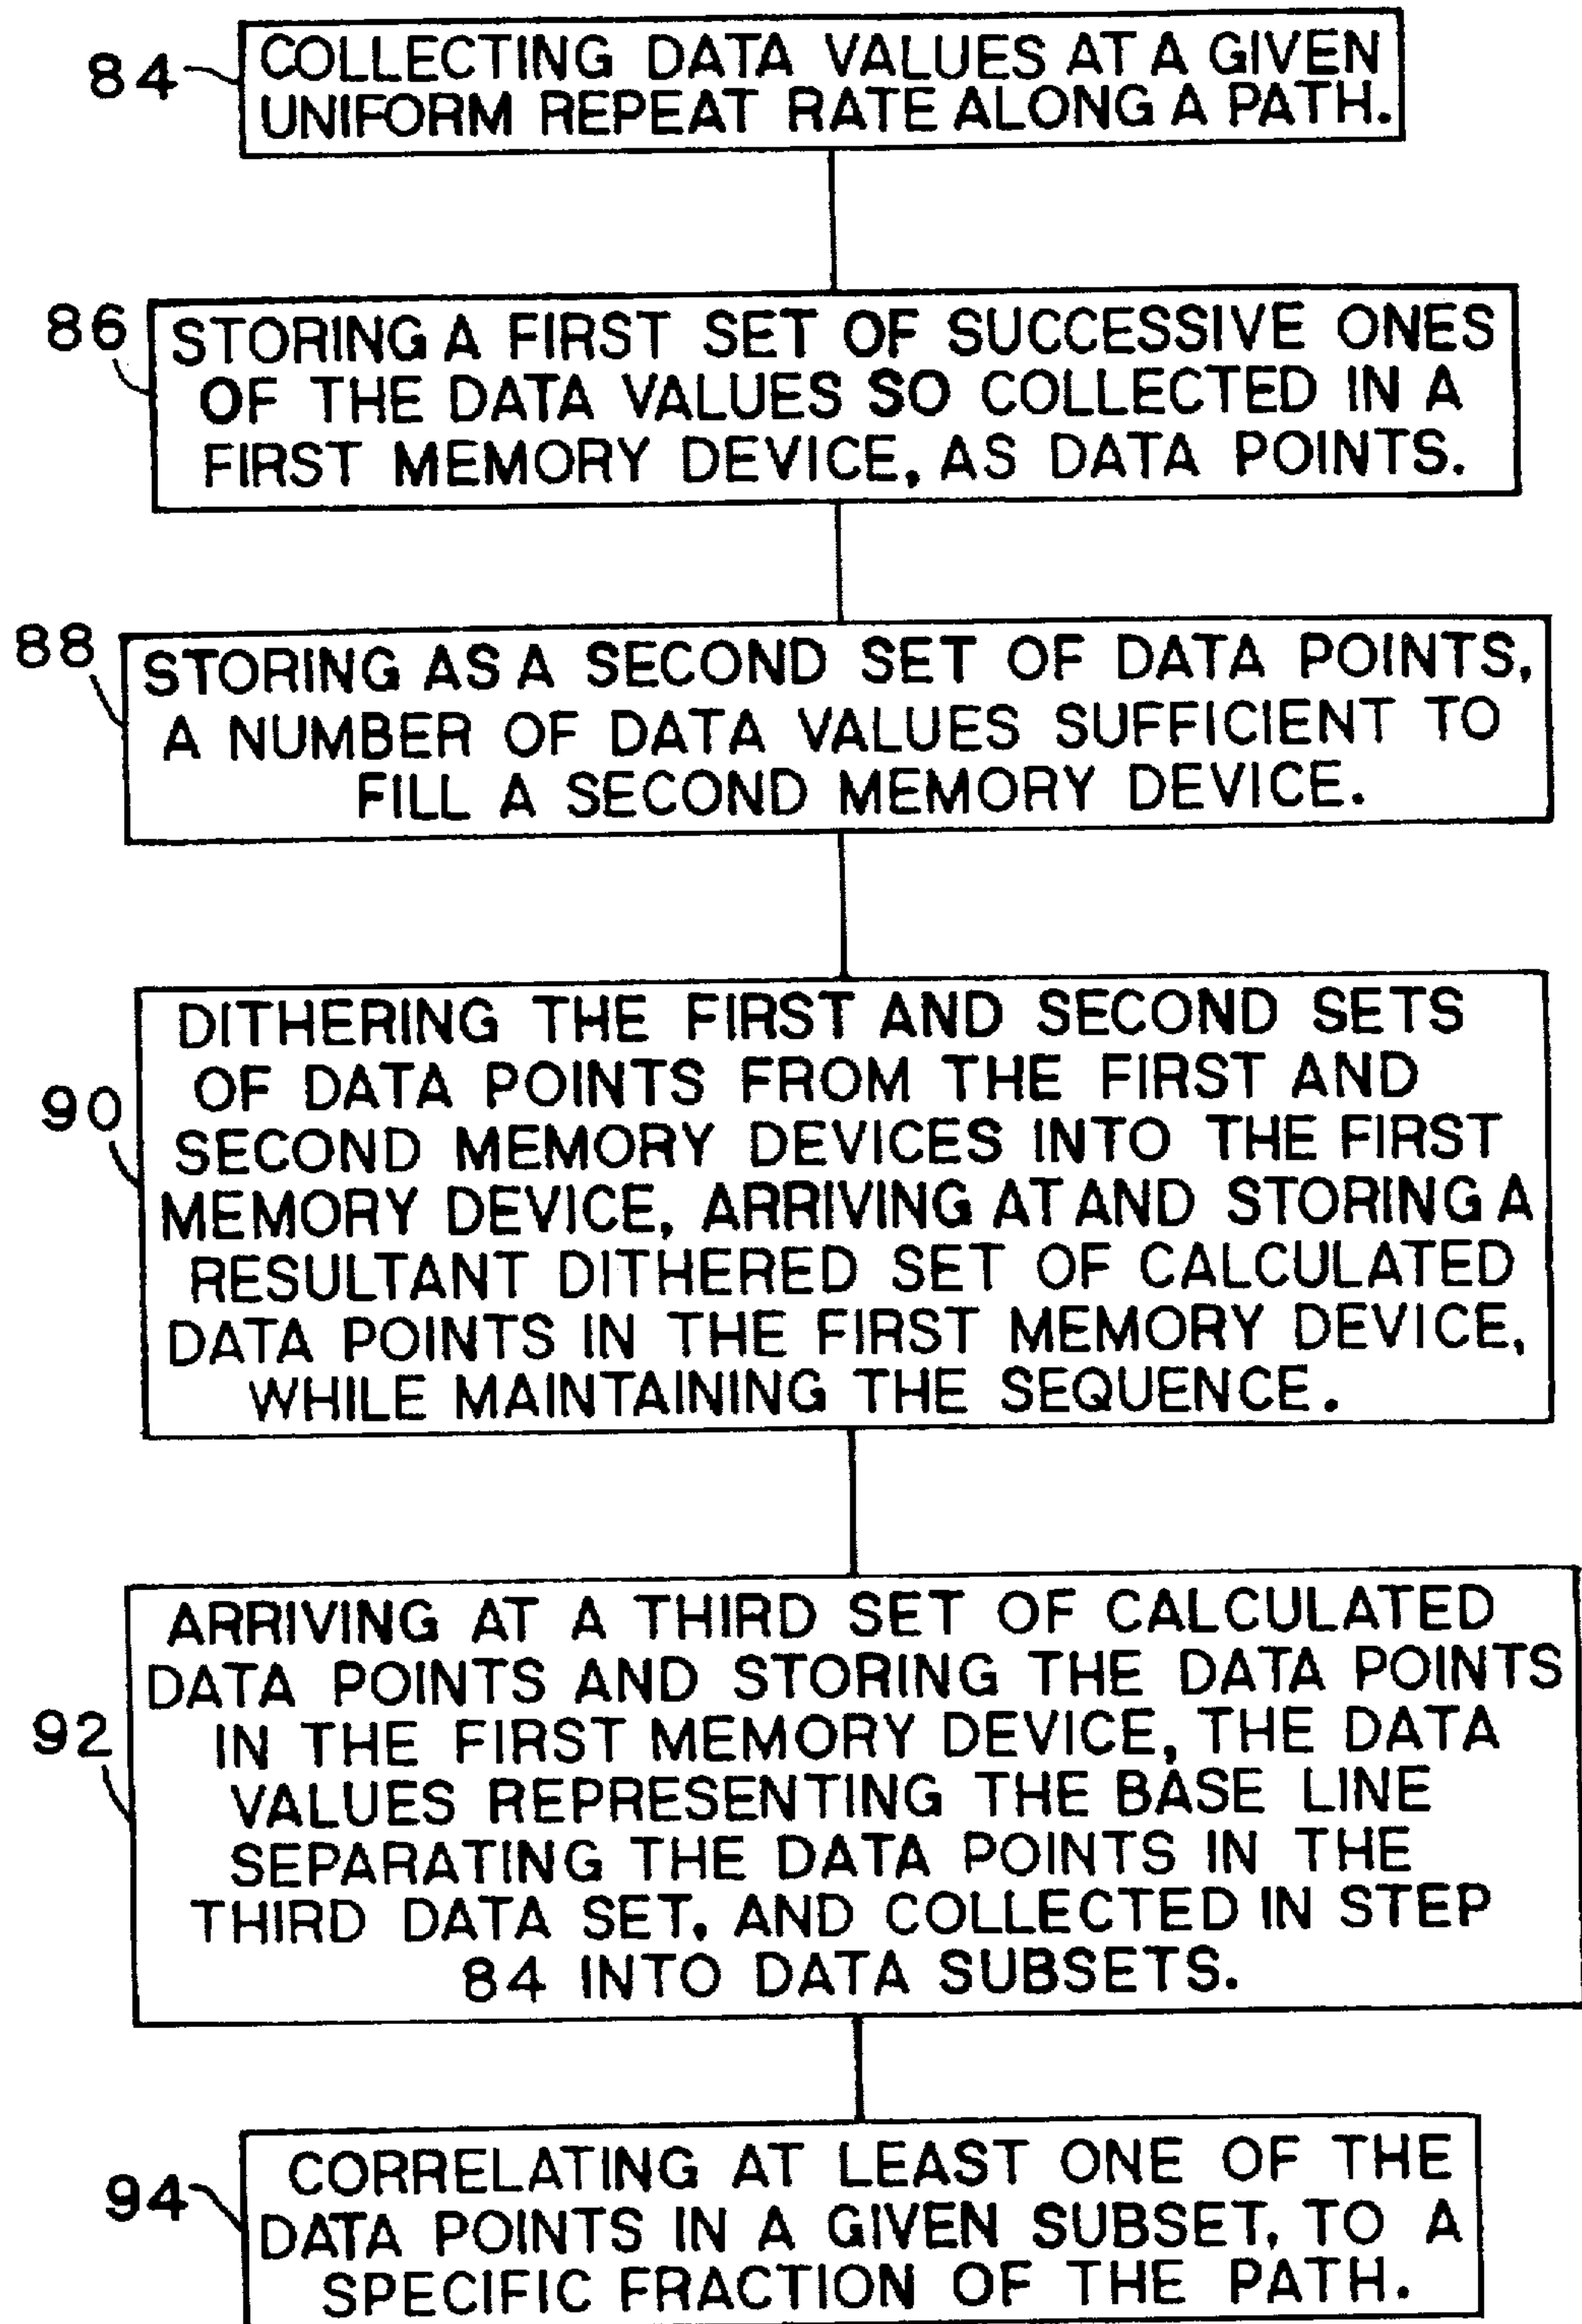 84
COLLECTING DATA VALUES AT A GIVEN
UNIFORM REPEAT RATE ALONG A PATH.
86
STORING A FIRST SET OF SUCCESSIVE ONES
OF THE DATA VALUES SO COLLECTED IN A
FIRST MEMORY DEVICE, AS DATA POINTS.
88
STORING AS A SECOND SET OF DATA POINTS,
A NUMBER OF DATA VALUES SUFFICIENT TO
FILL A SECOND MEMORY DEVICE.
90
DITHERING THE FIRST AND SECOND SETS
OF DATA POINTS FROM THE FIRST AND
SECOND MEMORY DEVICES INTO THE FIRST
MEMORY DEVICE, ARRIVING AT AND STORING A
RESULTANT DITHERED SET OF CALCULATED
DATA POINTS IN THE FIRST MEMORY DEVICE,
WHILE MAINTAINING THE SEQUENCE.
92
ARRIVING AT A THIRD SET OF CALCULATED
DATA POINTS AND STORING THE DATA POINTS
IN THE FIRST MEMORY DEVICE, THE DATA
VALUES REPRESENTING THE BASE LINE
SEPARATING THE DATA POINTS IN THE
THIRD DATA SET, AND COLLECTED IN STEP
84 INTO DATA SUBSETS.
94
CORRELATING AT LEAST ONE OF THE
DATA POINTS IN A GIVEN SUBSET, TO A
SPECIFIC FRACTION OF THE PATH.